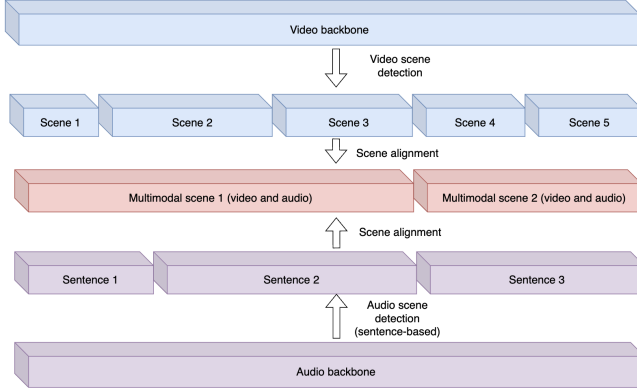 Video backbone
Video scene
detection
Scene 1
Scene 2
Scene 3
Scene 4
Scene 5
Scene alignment
Multimodal scene 1 (video and audio)
Multimodal scene 2 (video and audio)
Scene alignment
Sentence 1
Sentence 2
Sentence 3
Audio scene
detection
(sentence-based)
Audio backbone